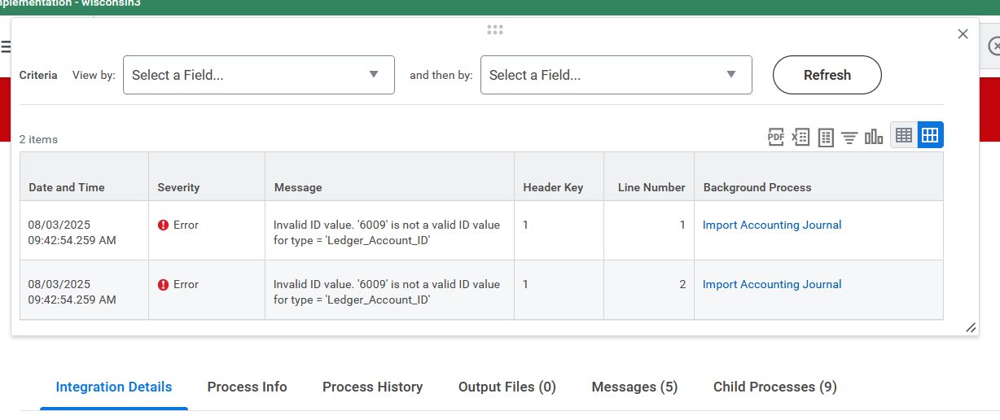 mplementation - wisconsin3
Criteria View by: Select a Field... and then by: Select a Field... Refresh
2 items
PDF X
Date and Time Severity Message Header Key Line Number Background Process
08/03/2025 Error Invalid ID value. '6009' is not a valid ID value 1 1 Import Accounting Journal
09:42:54.259 AM for type = 'Ledger_Account_ID'
08/03/2025 Error Invalid ID value. '6009' is not a valid ID value 1 2 Import Accounting Journal
09:42:54.259 AM for type = 'Ledger_Account_ID'
Integration Details Process Info Process History Output Files (0) Messages (5) Child Processes (9)